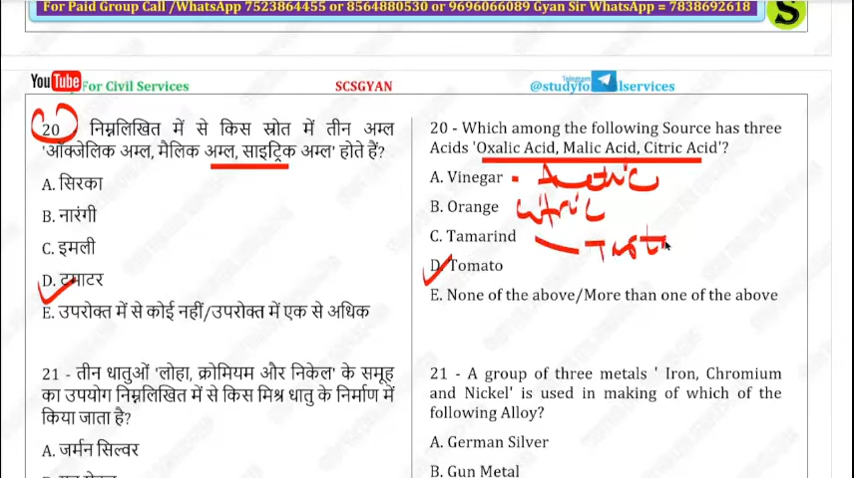 For Paid Group Call /WhatsApp 7523864455 or 8564880530 or 9696066089 Gyan Sir WhatsApp = 7838692618
S
YouTube For Civil Services
SCSGYAN
Telegram
@studyfo lservices
20 - निम्नलिखित में से किस स्रोत में तीन अम्ल
'ऑक्जेलिक अम्ल, मैलिक अम्ल, साइट्रिक अम्ल' होते हैं?
A. सिरका
B. नारंगी
C. इमली
D. टमाटर
E. उपरोक्त में से कोई नहीं/उपरोक्त में एक से अधिक
21 - तीन धातुओं 'लोहा, क्रोमियम और निकेल' के समूह
का उपयोग निम्नलिखित में से किस मिश्र धातु के निर्माण में
किया जाता है?
A. जर्मन सिल्वर
20 - Which among the following Source has three
Acids 'Oxalic Acid, Malic Acid, Citric Acid'?
A. Vinegar
B. Orange
C. Tamarind
D. Tomato
E. None of the above/More than one of the above
21 - A group of three metals ' Iron, Chromium
and Nickel' is used in making of which of the
following Alloy?
A. German Silver
B. Gun Metal